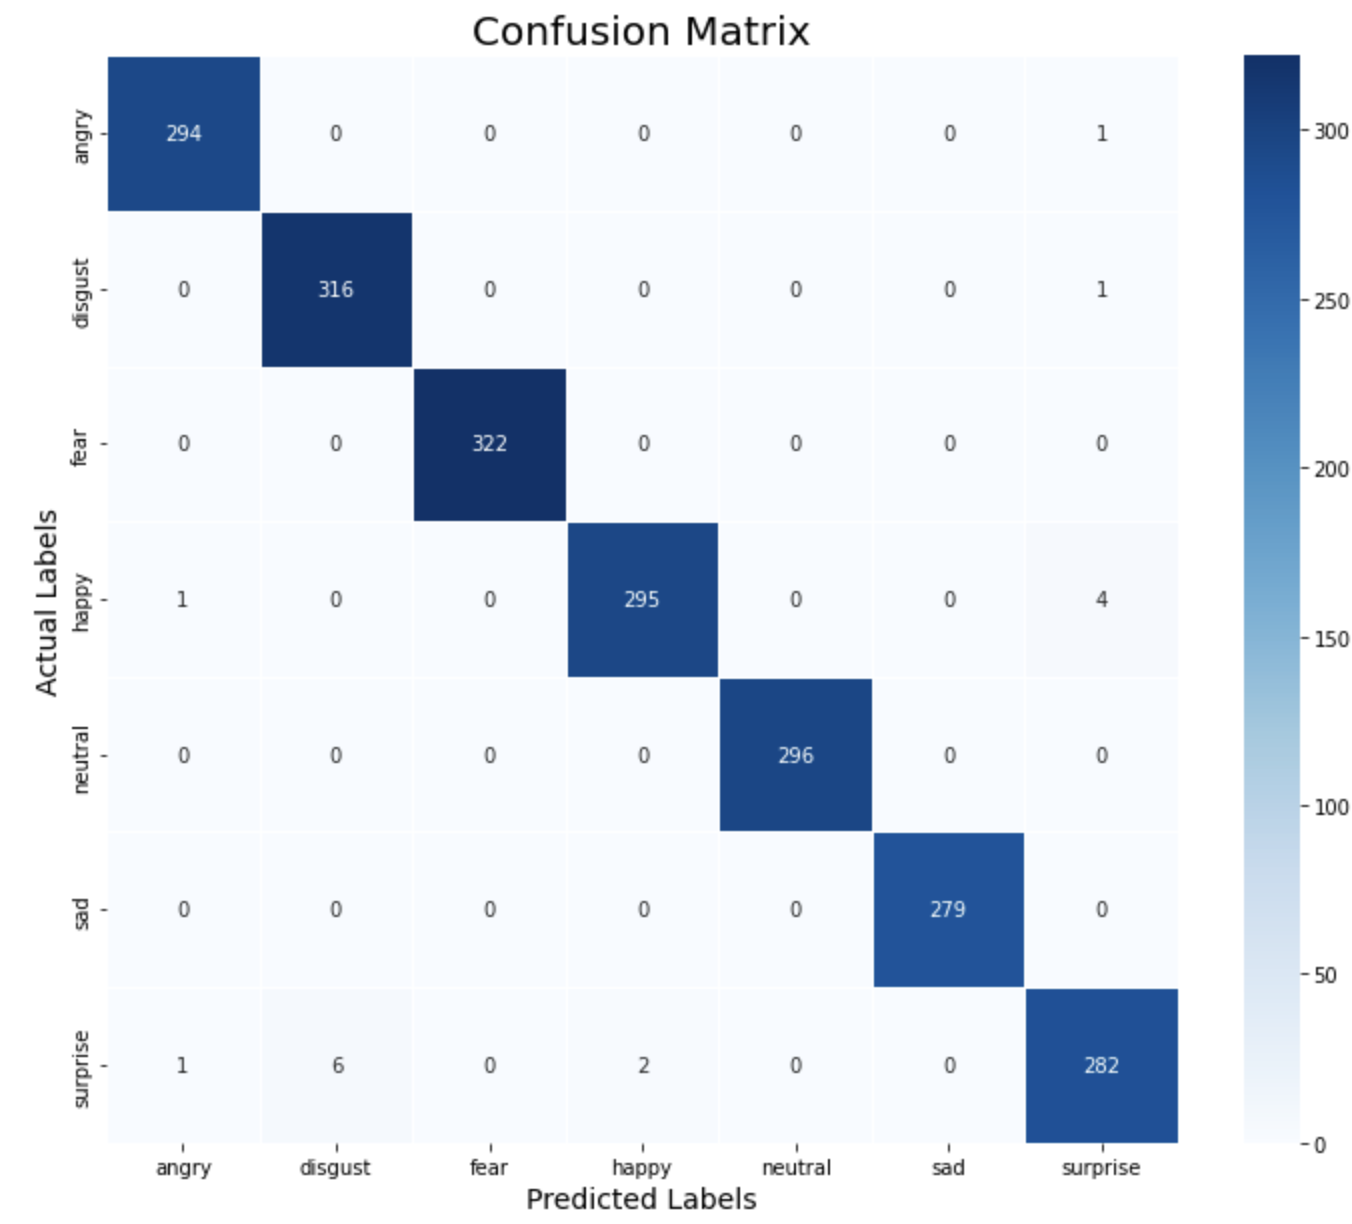 Confusion Matrix
Actual Labels
angry 294 0 0 0 0 0 1
disgust 0 316 0 0 0 0 1
fear 0 0 322 0 0 0 0
happy 1 0 0 295 0 0 4
neutral 0 0 0 0 296 0 0
sad 0 0 0 0 0 279 0
surprise 1 6 0 2 0 0 282
angry disgust fear happy neutral sad surprise
Predicted Labels
300
250
200
150
100
50
0